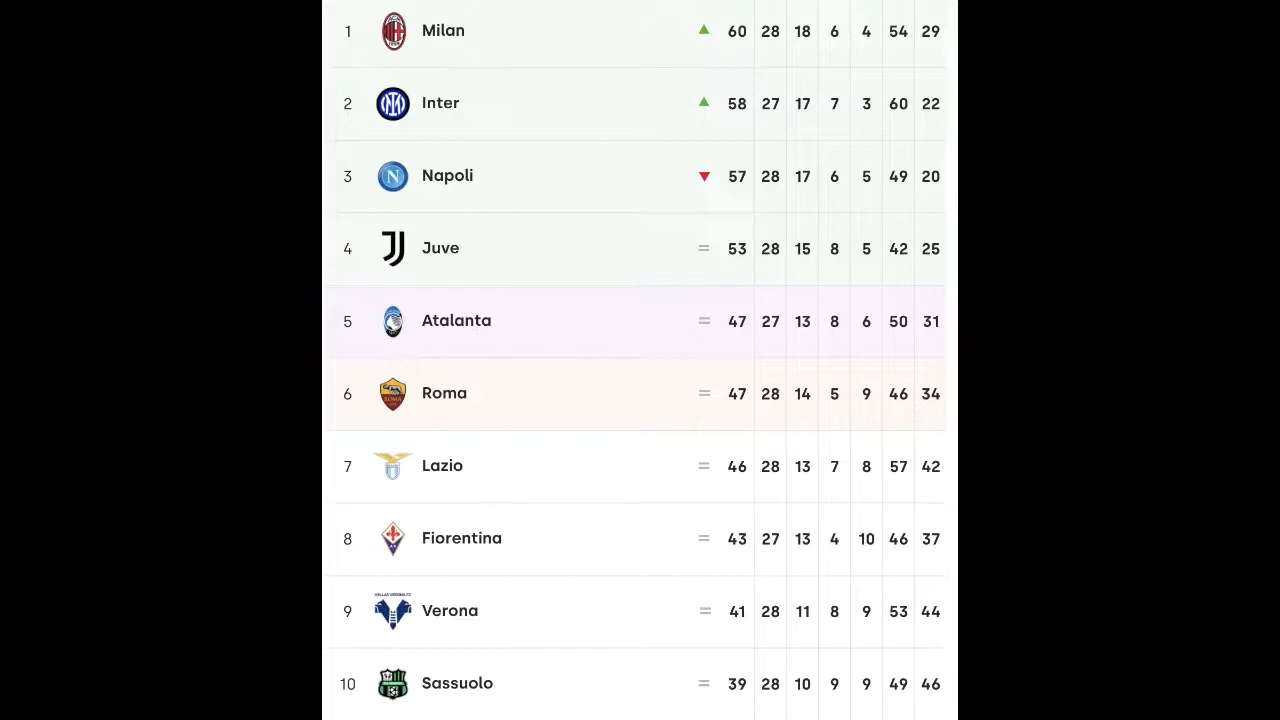 1 Milan 60 28 18 6 4 54 29
2 Inter 58 27 17 7 3 60 22
3 N Napoli 57 28 17 6 5 49 20
4 Juve = 53 28 15 8 5 42 25
5 Atalanta = 47 27 13 8 6 50 31
6 ROMA Roma = 47 28 14 5 9 46 34
7 Lazio = 46 28 13 7 8 57 42
8 Fiorentina = 43 27 13 4 10 46 37
HELLAS VERONA FC
9 Verona = 41 28 11 8 9 53 44
10 Sassuolo = 39 28 10 9 9 49 46